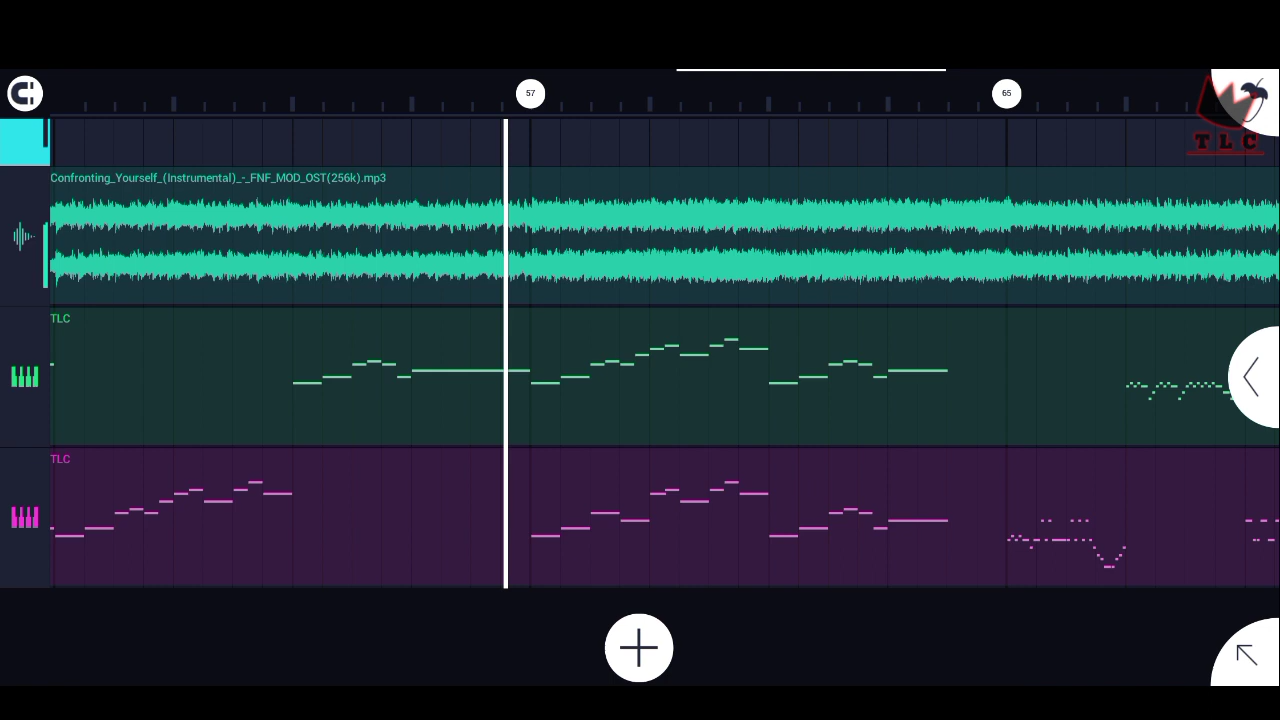 57
65
T L C
Confronting_Yourself_(Instrumental)_-_FNF_MOD_OST(256k).mp3
TLC
TLC